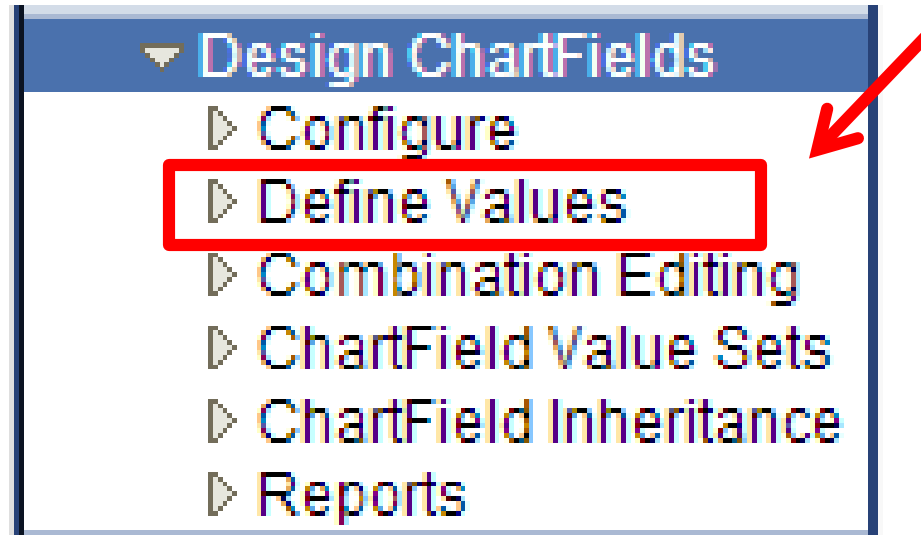 Design ChartFields
Configure
Define Values
Combination Editing
ChartField Value Sets
ChartField Inheritance
Reports